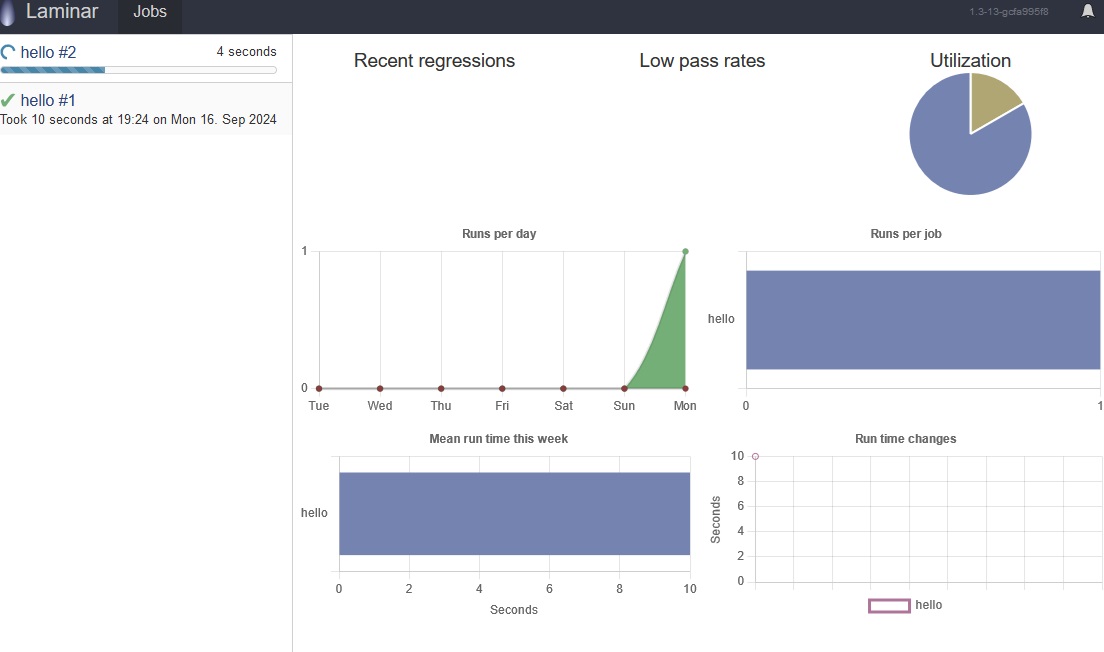 Laminar Jobs 1.3-13-gcfa995f8
hello #2 4 seconds
hello #1
Took 10 seconds at 19:24 on Mon 16. Sep 2024
Recent regressions Low pass rates Utilization
Runs per day
1
0
Tue Wed Thu Fri Sat Sun Mon
Runs per job
hello
0 1
Mean run time this week
hello
0 2 4 6 8 10
Seconds
Run time changes
10
8
6
4
2
0
Seconds
hello